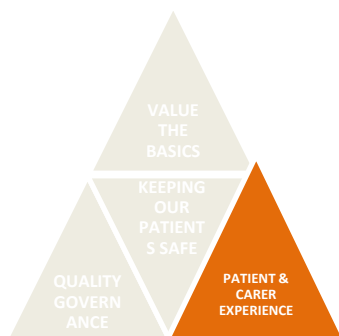 VALUE
THE
BASICS
KEEPING
OUR
PATIENT
S SAFE
QUALITY
GOVERN
ANCE
PATIENT &
CARER
EXPERIENCE